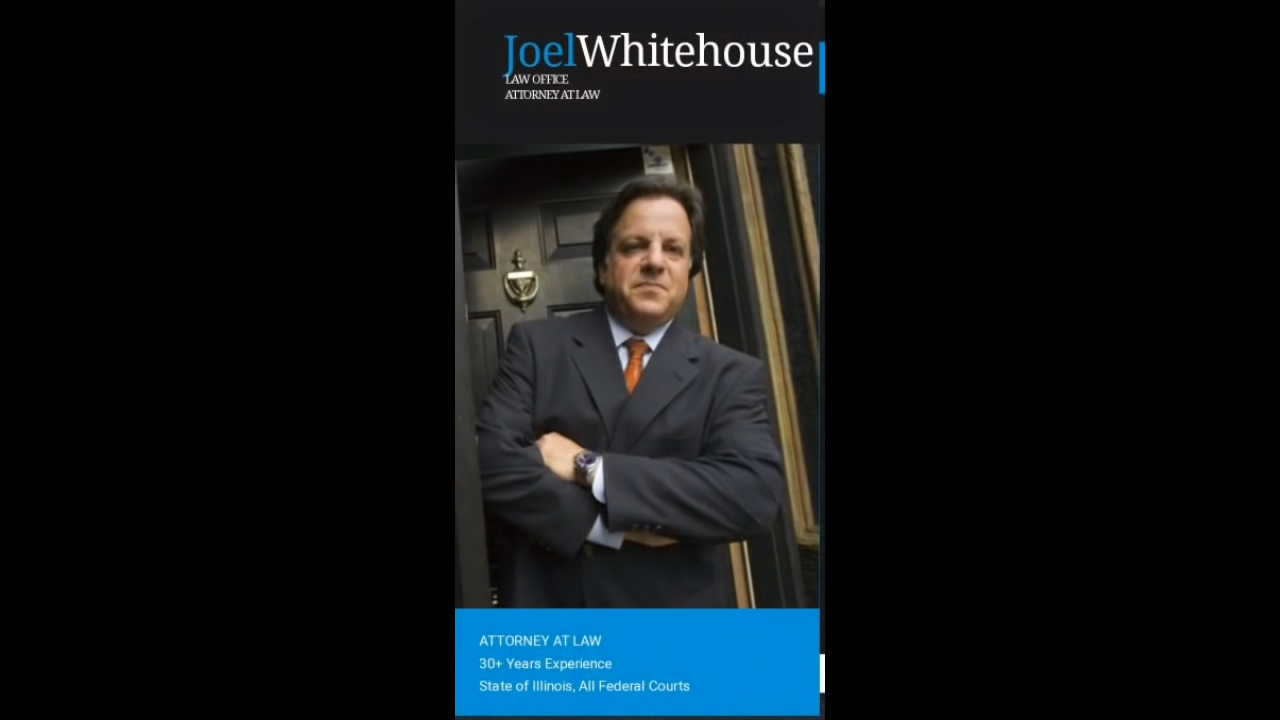 JoelWhitehouse
LAW OFFICE
ATTORNEY AT LAW
ATTORNEY AT LAW
30+ Years Experience
State of Illinois, All Federal Courts